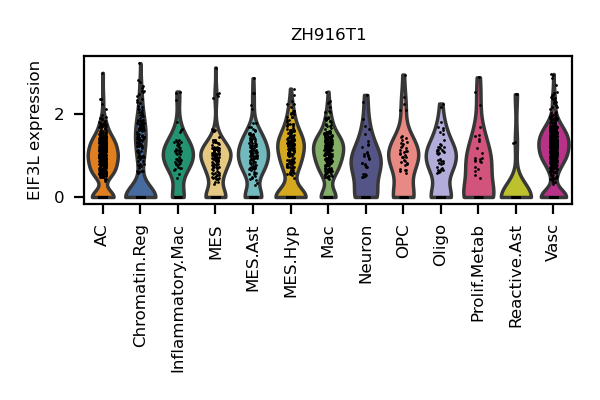 ZH916T1
EIF3L expression
2
0
AC
Chromatin.Reg
Inflammatory.Mac
MES
MES.Ast
MES.Hyp
Mac
Neuron
OPC
Oligo
Prolif.Metab
Reactive.Ast
Vasc